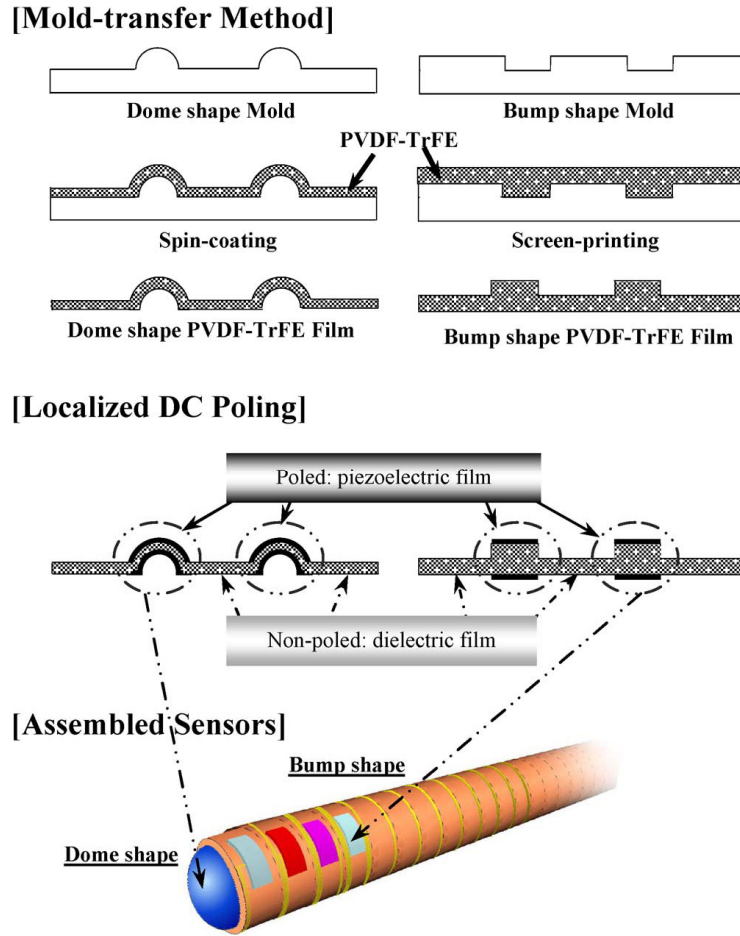 [Mold-transfer Method]
Dome shape Mold
Bump shape Mold
PVDF-TrFE
Spin-coating
Screen-printing
Dome shape PVDF-TrFE Film
Bump shape PVDF-TrFE Film
[Localized DC Poling]
Poled: piezoelectric film
Non-poled: dielectric film
[Assembled Sensors]
Bump shape
Dome shape